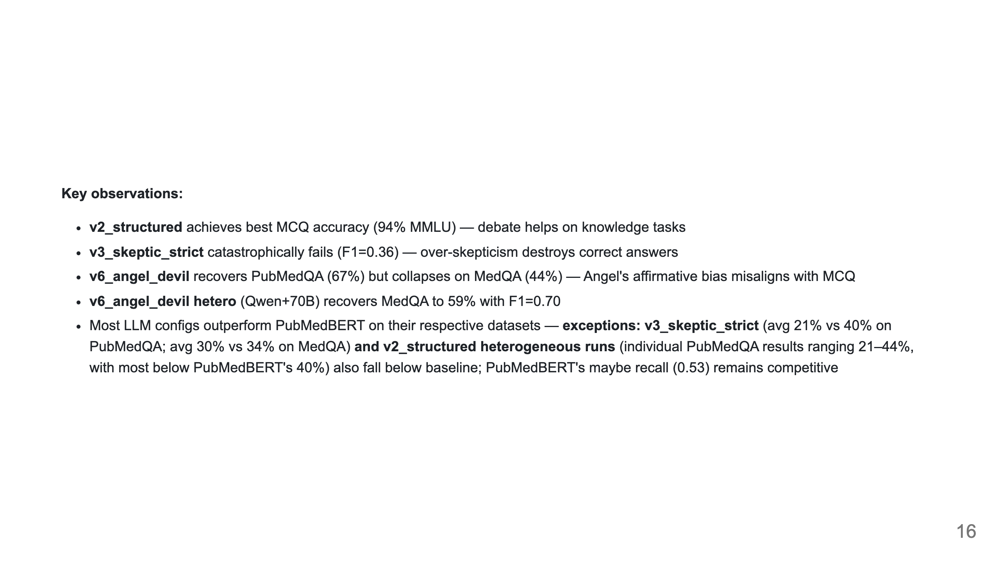 Key observations:
• v2_structured achieves best MCQ accuracy (94% MMLU) — debate helps on knowledge tasks
• v3_skeptic_strict catastrophically fails (F1=0.36) — over-skepticism destroys correct answers
• v6_angel_devil recovers PubMedQA (67%) but collapses on MedQA (44%) — Angel's affirmative bias misaligns with MCQ
• v6_angel_devil hetero (Qwen+70B) recovers MedQA to 59% with F1=0.70
• Most LLM configs outperform PubMedBERT on their respective datasets — exceptions: v3_skeptic_strict (avg 21% vs 40% on
PubMedQA; avg 30% vs 34% on MedQA) and v2_structured heterogeneous runs (individual PubMedQA results ranging 21–44%,
with most below PubMedBERT's 40%) also fall below baseline; PubMedBERT's maybe recall (0.53) remains competitive
16